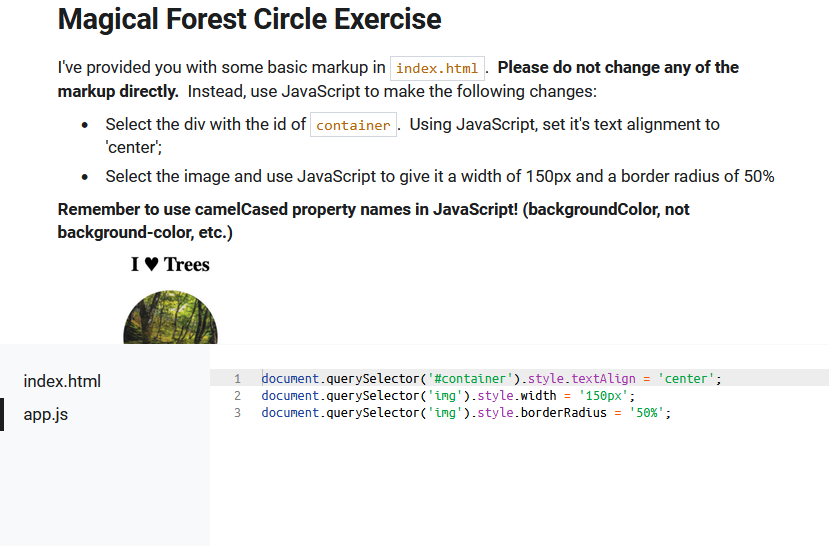 Magical Forest Circle Exercise
I've provided you with some basic markup in index.html. Please do not change any of the
markup directly. Instead, use JavaScript to make the following changes:
• Select the div with the id of container. Using JavaScript, set it's text alignment to
'center';
• Select the image and use JavaScript to give it a width of 150px and a border radius of 50%
Remember to use camelCased property names in JavaScript! (backgroundColor, not
background-color, etc.)
I ♥ Trees
index.html
app.js
1 document.querySelector('#container').style.textAlign = 'center';
2 document.querySelector('img').style.width = '150px';
3 document.querySelector('img').style.borderRadius = '50%';